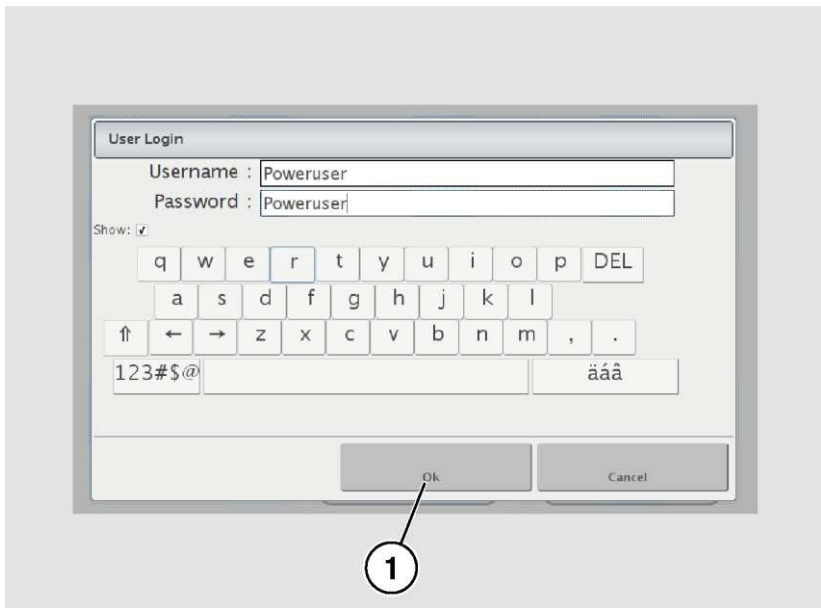 User Login
Username : Poweruser
Password : Poweruser
Show:
q w e r t y u i o p DEL
a s d f g h j k l
⇑ ← → z x c v b n m , .
123#$@ äáâ
Ok Cancel
1